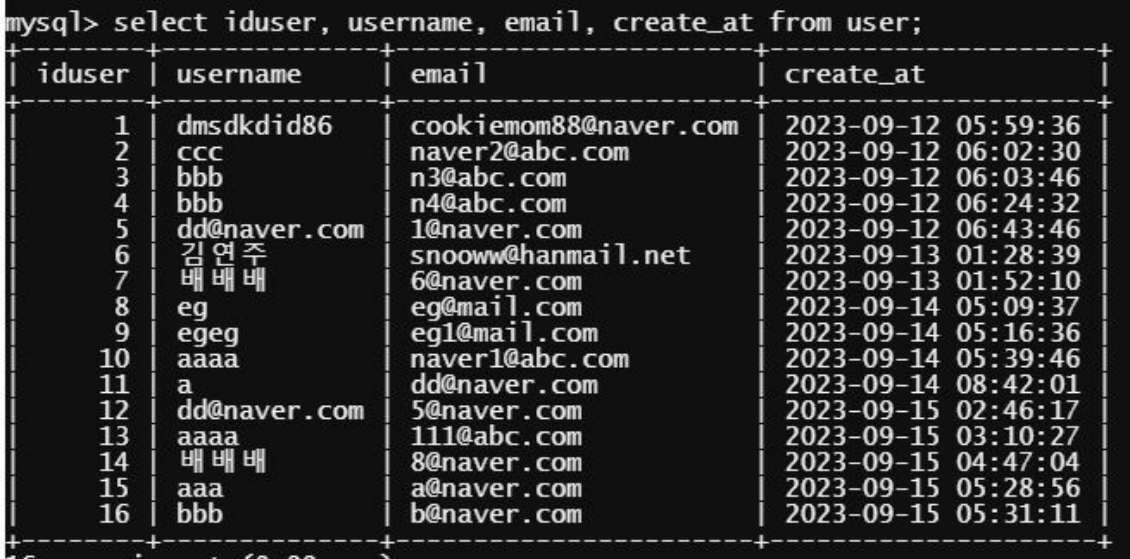 mysql> select iduser, username, email, create_at from user;
+--------+--------------+-----------------------+---------------------+
| iduser | username | email | create_at |
+--------+--------------+-----------------------+---------------------+
| 1 | dmsdkdid86 | cookiemom88@naver.com | 2023-09-12 05:59:36 |
| 2 | ccc | naver2@abc.com | 2023-09-12 06:02:30 |
| 3 | bbb | n3@abc.com | 2023-09-12 06:03:46 |
| 4 | bbb | n4@abc.com | 2023-09-12 06:24:32 |
| 5 | dd@naver.com | 1@naver.com | 2023-09-12 06:43:46 |
| 6 | 김연주 | snooww@hanmail.net | 2023-09-13 01:28:39 |
| 7 | 배배배 | 6@naver.com | 2023-09-13 01:52:10 |
| 8 | eg | eg@mail.com | 2023-09-14 05:09:37 |
| 9 | egeg | eg1@mail.com | 2023-09-14 05:16:36 |
| 10 | aaaa | naver1@abc.com | 2023-09-14 05:39:46 |
| 11 | a | dd@naver.com | 2023-09-14 08:42:01 |
| 12 | dd@naver.com | 5@naver.com | 2023-09-15 02:46:17 |
| 13 | aaaa | 111@abc.com | 2023-09-15 03:10:27 |
| 14 | 배배배 | 8@naver.com | 2023-09-15 04:47:04 |
| 15 | aaa | a@naver.com | 2023-09-15 05:28:56 |
| 16 | bbb | b@naver.com | 2023-09-15 05:31:11 |
+--------+--------------+-----------------------+---------------------+